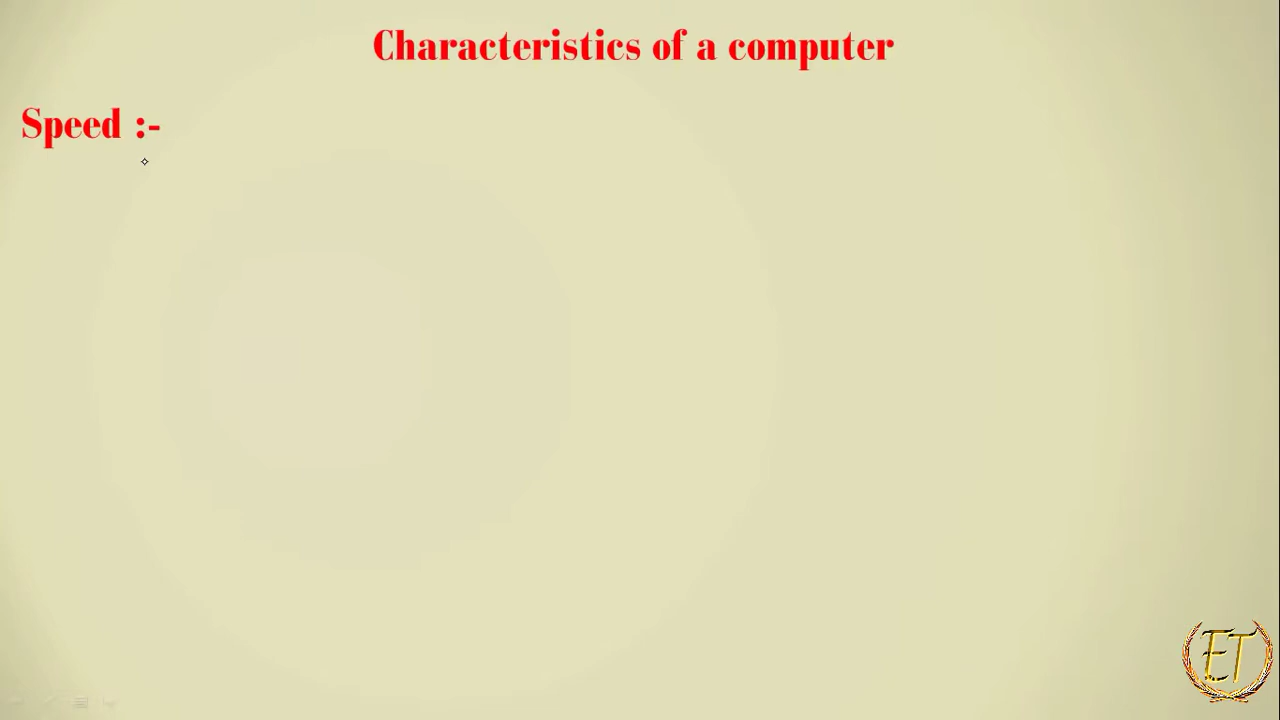 Characteristics of a computer
Speed :-
ET